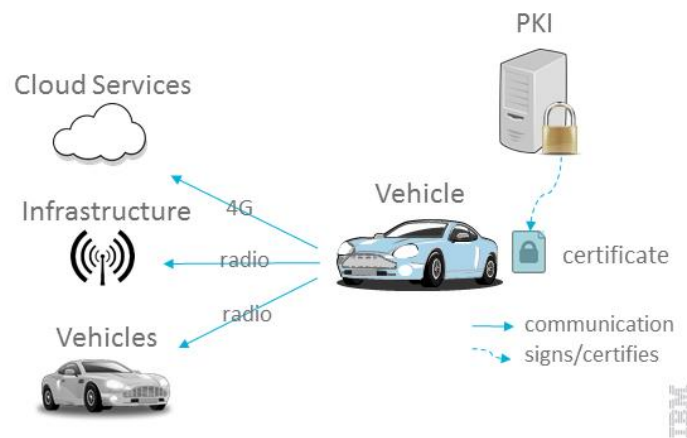 PKI
Cloud Services
Vehicle
4G
Infrastructure
radio
certificate
radio
Vehicles
communication
signs/certifies
IBM